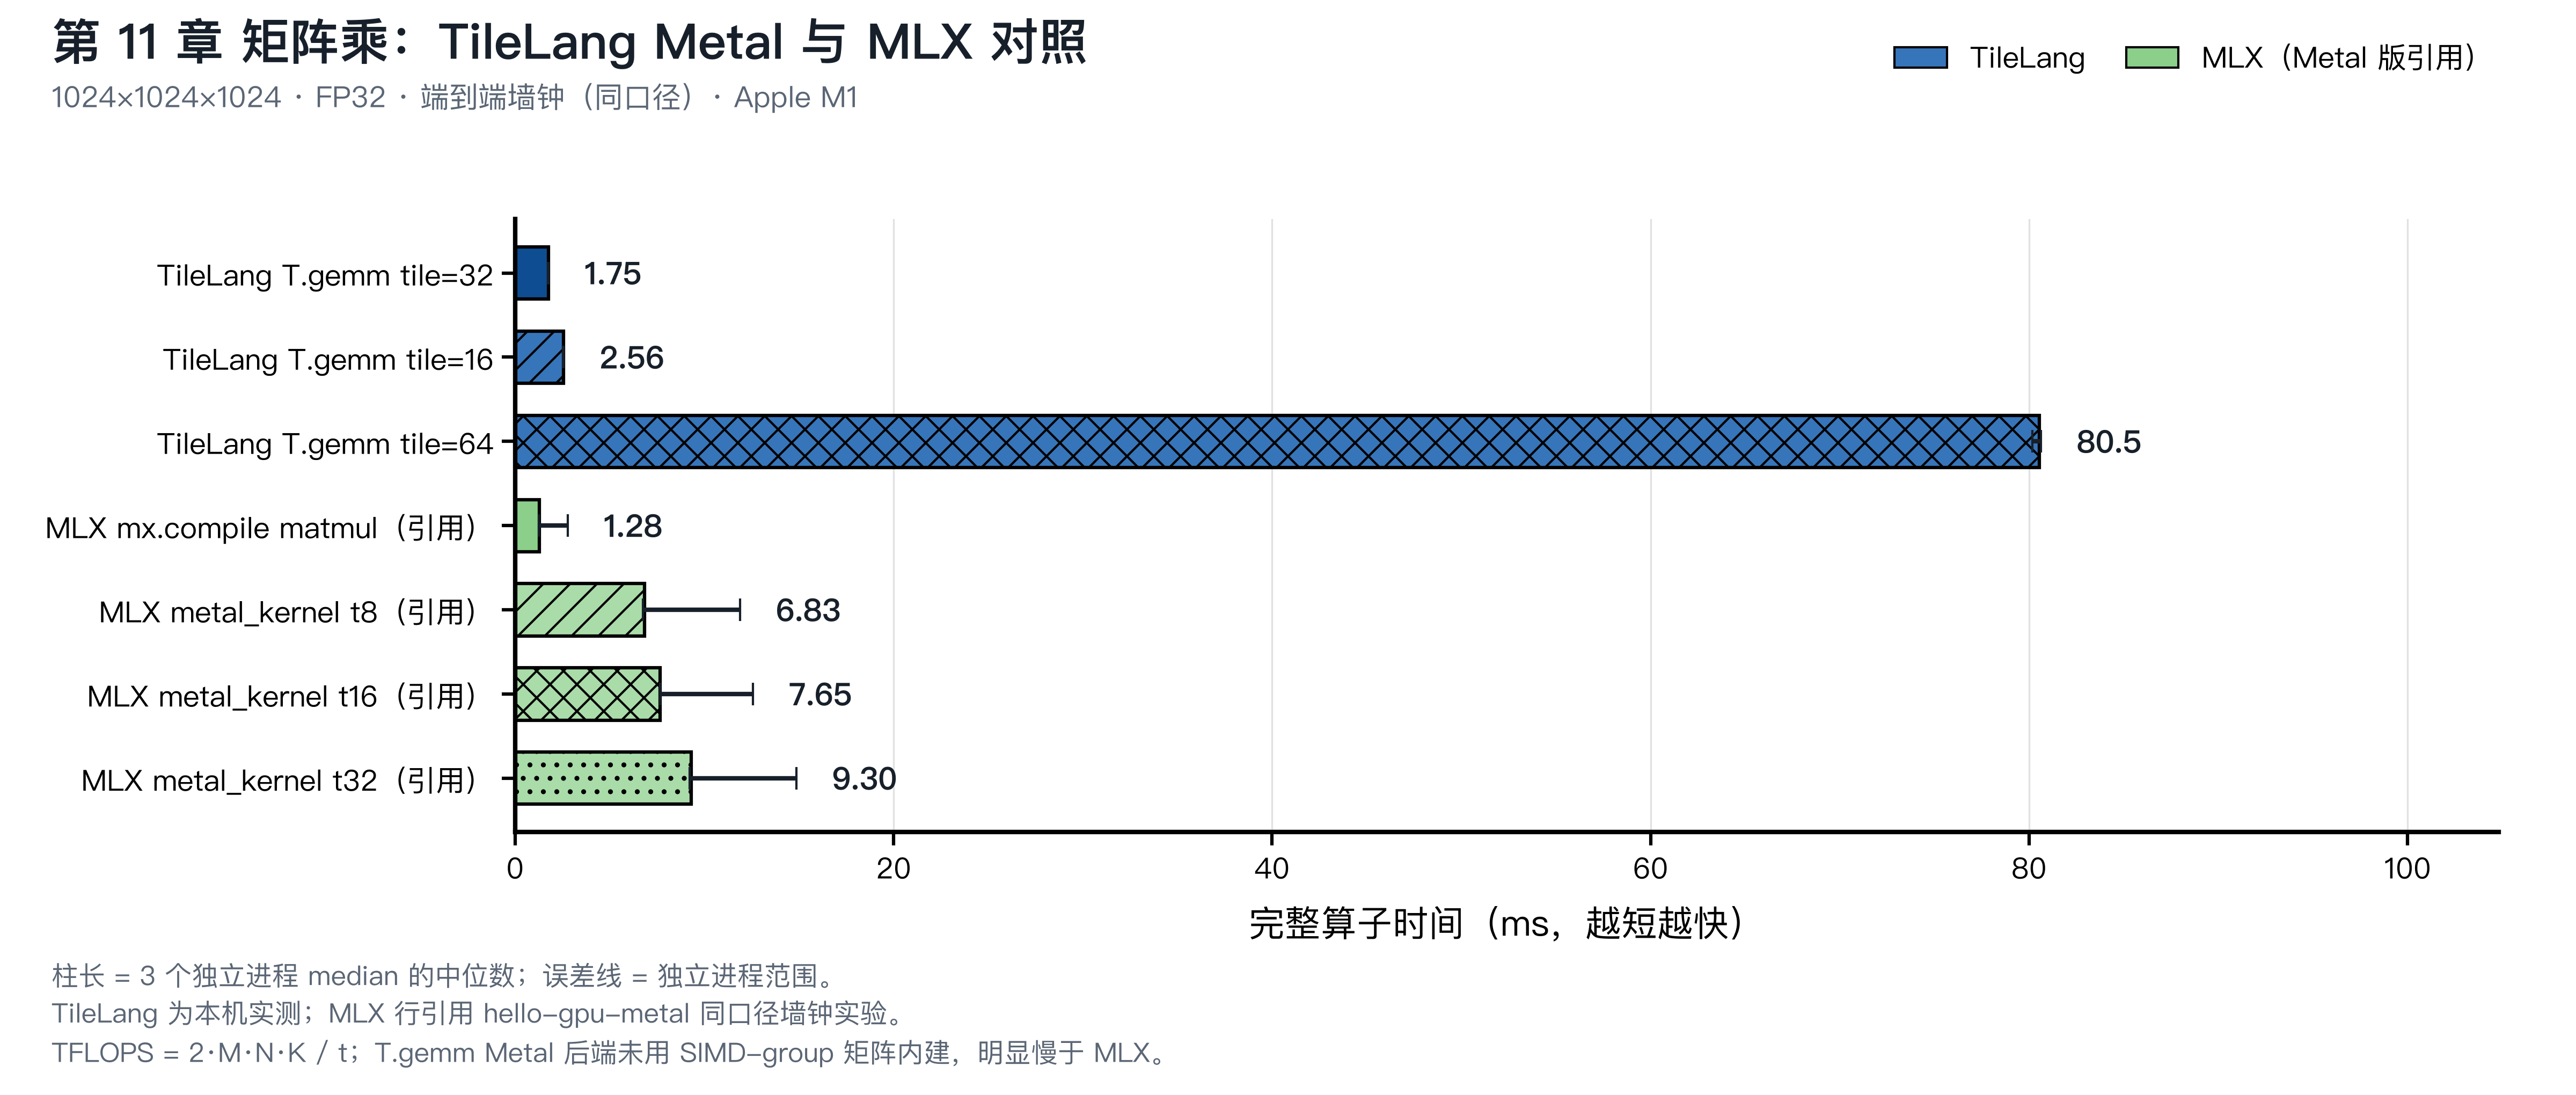 第 11 章 矩阵乘：TileLang Metal 与 MLX 对照
1024×1024×1024 · FP32 · 端到端墙钟（同口径）· Apple M1
TileLang
MLX（Metal 版引用）
TileLang T.gemm tile=32
1.75
TileLang T.gemm tile=16
2.56
TileLang T.gemm tile=64
80.5
MLX mx.compile matmul（引用）
1.28
MLX metal_kernel t8（引用）
6.83
MLX metal_kernel t16（引用）
7.65
MLX metal_kernel t32（引用）
9.30
0 20 40 60 80 100
完整算子时间（ms，越短越快）
柱长 = 3 个独立进程 median 的中位数；误差线 = 独立进程范围。
TileLang 为本机实测；MLX 行引用 hello-gpu-metal 同口径墙钟实验。
TFLOPS = 2·M·N·K / t；T.gemm Metal 后端未用 SIMD-group 矩阵内建，明显慢于 MLX。